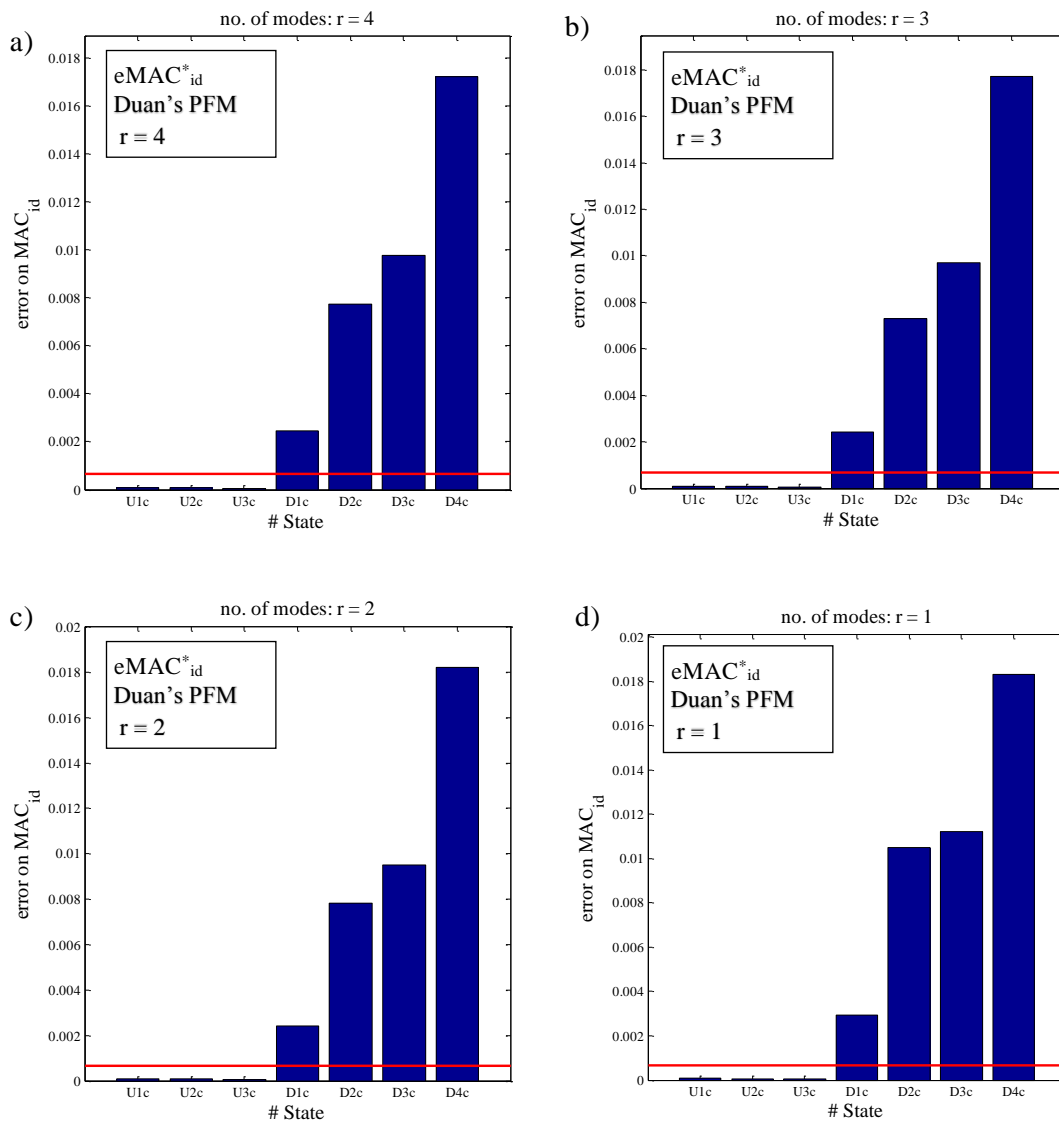 no. of modes: r = 4
a)
eMAC*id
Duan's PFM
r = 4
0.018
0.016
0.014
0.012
0.01
0.008
0.006
0.004
0.002
0
error on MACid
U1c U2c U3c D1c D2c D3c D4c
# State
no. of modes: r = 3
b)
eMAC*id
Duan's PFM
r = 3
0.018
0.016
0.014
0.012
0.01
0.008
0.006
0.004
0.002
0
error on MACid
U1c U2c U3c D1c D2c D3c D4c
# State
no. of modes: r = 2
c)
eMAC*id
Duan's PFM
r = 2
0.02
0.018
0.016
0.014
0.012
0.01
0.008
0.006
0.004
0.002
0
error on MACid
U1c U2c U3c D1c D2c D3c D4c
# State
no. of modes: r = 1
d)
eMAC*id
Duan's PFM
r = 1
0.02
0.018
0.016
0.014
0.012
0.01
0.008
0.006
0.004
0.002
0
error on MACid
U1c U2c U3c D1c D2c D3c D4c
# State